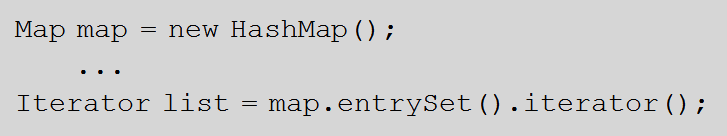 Map map = new HashMap();
...
Iterator list = map.entrySet().iterator();